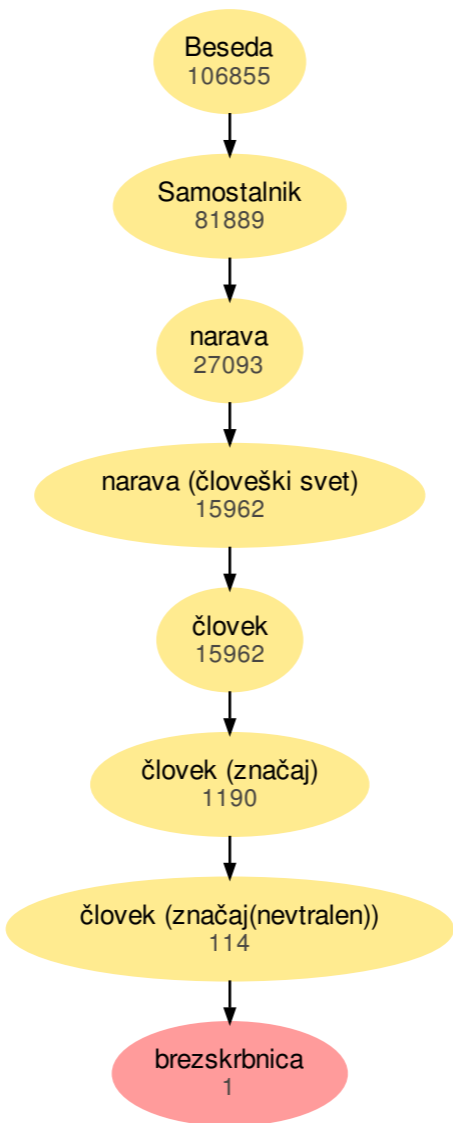 Beseda
106855
Samostalnik
81889
narava
27093
narava (človeški svet)
15962
človek
15962
človek (značaj)
1190
človek (značaj(nevtralen))
114
brezskrbnica
1